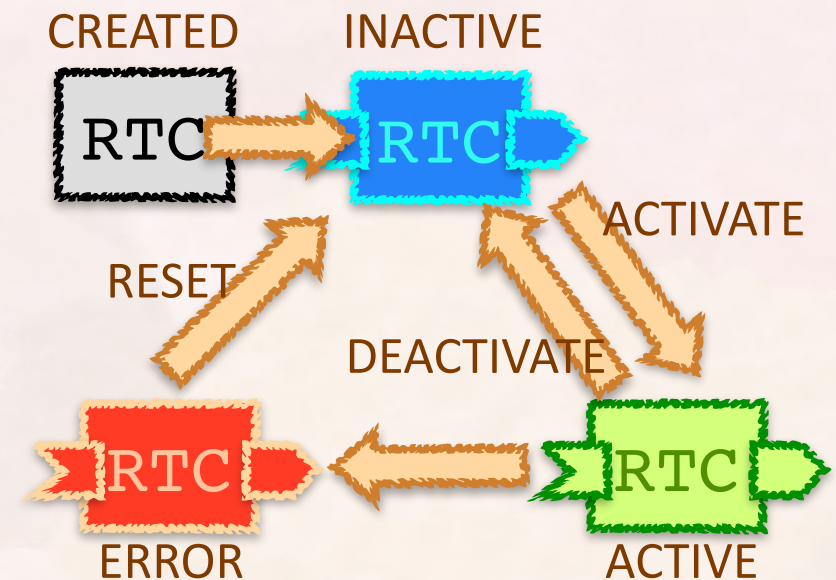 CREATED
INACTIVE
RTC
RTC
ACTIVATE
RESET
DEACTIVATE
RTC
RTC
ERROR
ACTIVE